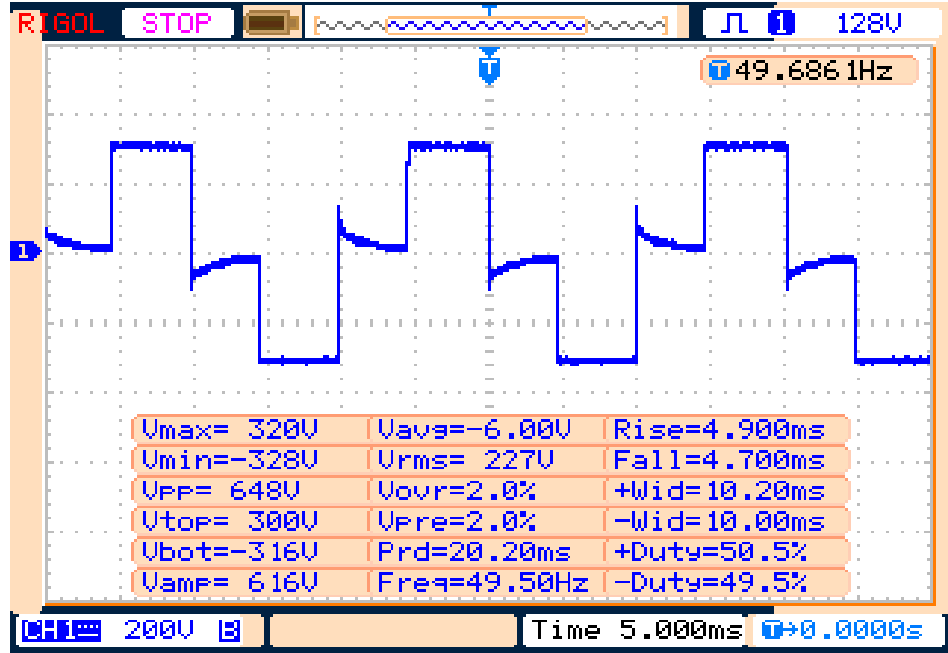 RIGOL STOP 1 128V
T
T 49.6861Hz
1
Vmax= 320V Vavg=-6.00V Rise=4.900ms
Vmin=-328V Vrms= 227V Fall=4.700ms
Vpp= 648V Vovr=2.0% +Wid=10.20ms
Vtop= 300V Vpre=2.0% -Wid=10.00ms
Vbot=-316V Prd=20.20ms +Duty=50.5%
Vamp= 616V Freq=49.50Hz -Duty=49.5%
CH1 200V B Time 5.000ms T→0.0000s